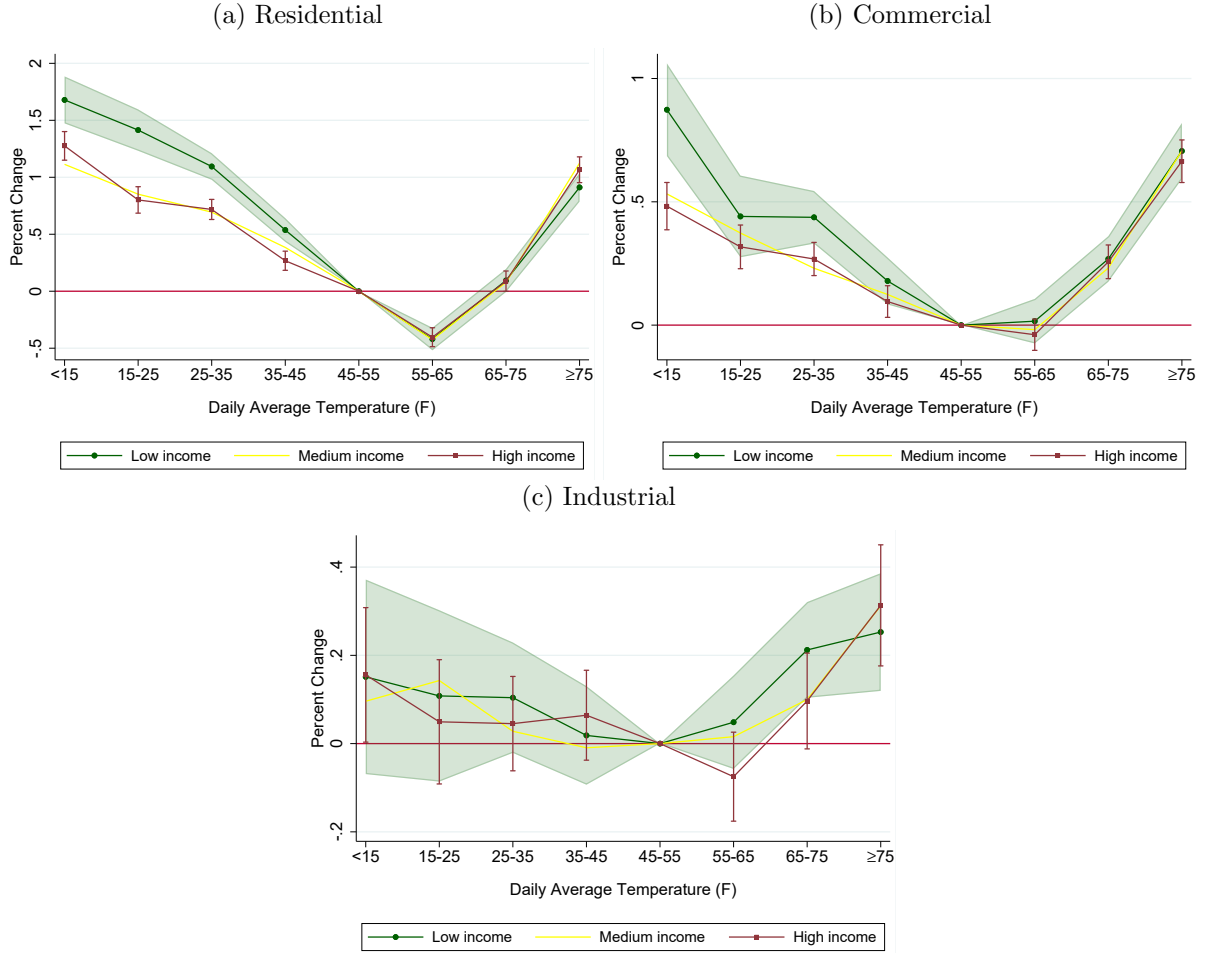 (a) Residential
Percent Change
2
1.5
1
.5
0
-.5
<15 15-25 25-35 35-45 45-55 55-65 65-75 ≥75
Daily Average Temperature (F)
Low income Medium income High income
(b) Commercial
Percent Change
1
.5
0
<15 15-25 25-35 35-45 45-55 55-65 65-75 ≥75
Daily Average Temperature (F)
Low income Medium income High income
(c) Industrial
Percent Change
.4
.2
0
-.2
<15 15-25 25-35 35-45 45-55 55-65 65-75 ≥75
Daily Average Temperature (F)
Low income Medium income High income